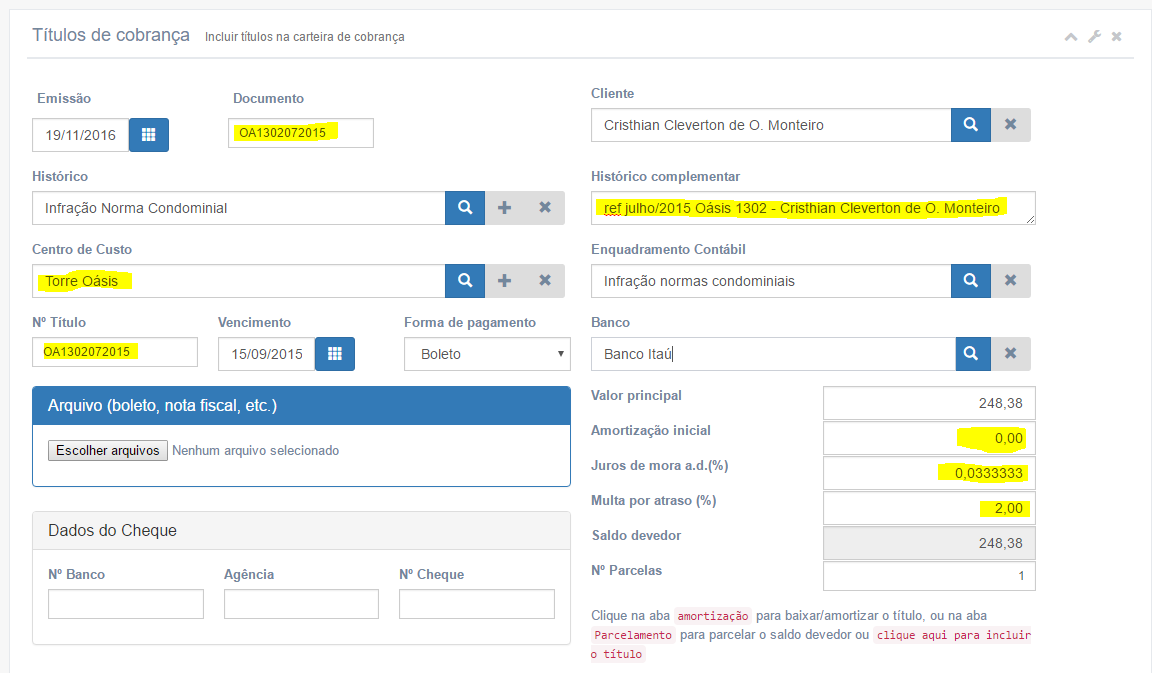 Títulos de cobrança Incluir títulos na carteira de cobrança
Emissão
Documento
Cliente
19/11/2016
OA1302072015
Cristhian Cleverton de O. Monteiro
Histórico
Histórico complementar
Infração Norma Condominial
ref julho/2015 Oásis 1302 - Cristhian Cleverton de O. Monteiro
Centro de Custo
Enquadramento Contábil
Torre Oásis
Infração normas condominiais
Nº Título
Vencimento
Forma de pagamento
Banco
OA1302072015
15/09/2015
Boleto
Banco Itaú
Arquivo (boleto, nota fiscal, etc.)
Escolher arquivos Nenhum arquivo selecionado
Valor principal
248,38
Amortização inicial
0,00
Juros de mora a.d.(%)
0,0333333
Multa por atraso (%)
2,00
Saldo devedor
248,38
Nº Parcelas
1
Dados do Cheque
Nº Banco
Agência
Nº Cheque
Clique na aba amortização para baixar/amortizar o título, ou na aba
Parcelamento para parcelar o saldo devedor ou clique aqui para incluir
o título